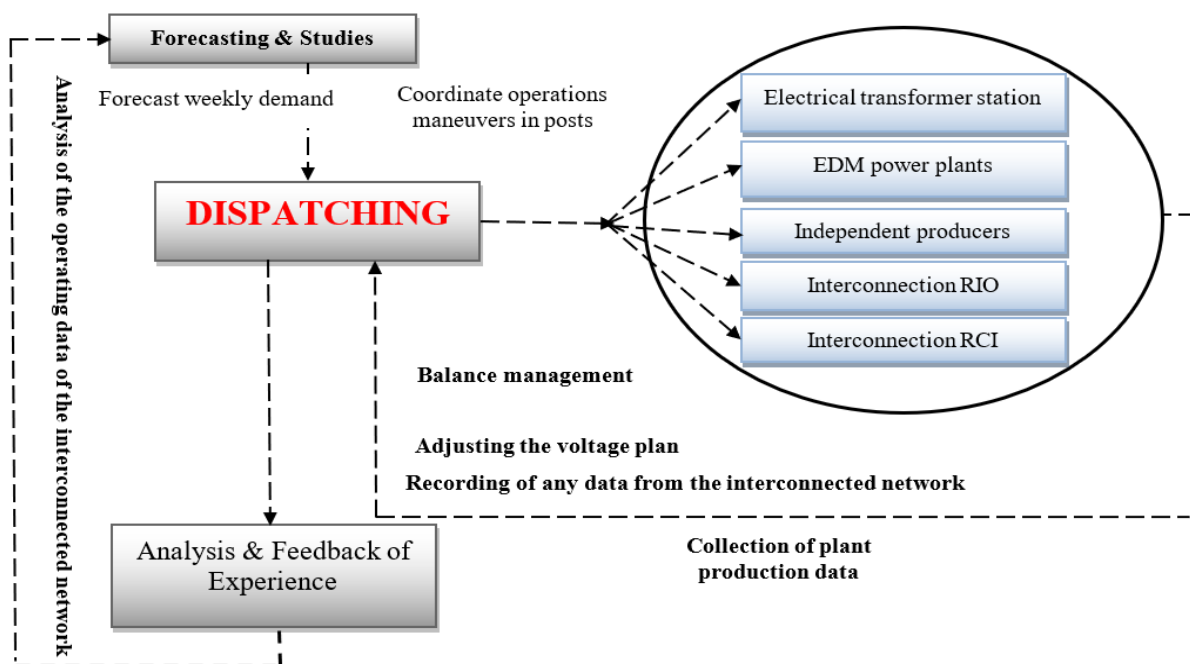 Forecasting & Studies
Forecast weekly demand
Coordinate operations
maneuvers in posts
Electrical transformer station
EDM power plants
Independent producers
Interconnection RIO
Interconnection RCI
DISPATCHING
Analysis of the operating data of the interconnected network
Balance management
Adjusting the voltage plan
Recording of any data from the interconnected network
Collection of plant
production data
Analysis & Feedback of
Experience